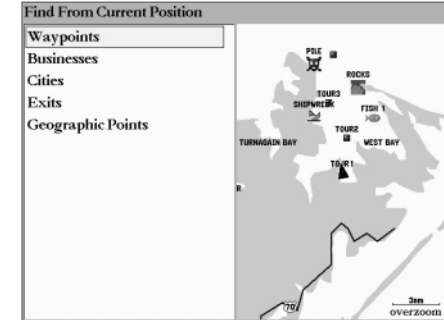 Find From Current Position
Waypoints
Businesses
Cities
Exits
Geographic Points
PILE
ROCKS
TOUR3
SHIPWRECK
FISH 1
TOUR2
TURNAGAIN BAY
WEST BAY
TOUR1
R
70
3nm
overzoom